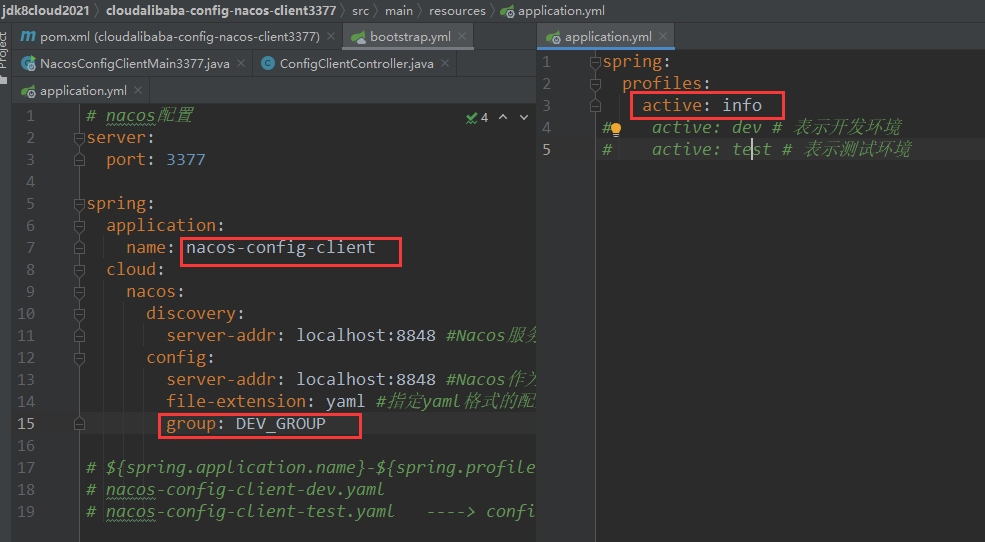 jdk8cloud2021 › cloudalibaba-config-nacos-client3377 › src › main › resources › application.yml
Project
pom.xml (cloudalibaba-config-nacos-client3377) × bootstrap.yml ×
NacosConfigClientMain3377.java × ConfigClientController.java ×
application.yml ×
1 # nacos配置
2 server:
3 port: 3377
4
5 spring:
6 application:
7 name: nacos-config-client
8 cloud:
9 nacos:
10 discovery:
11 server-addr: localhost:8848 #Nacos服务
12 config:
13 server-addr: localhost:8848 #Nacos作为
14 file-extension: yaml #指定yaml格式的配
15 group: DEV_GROUP
16
17 # ${spring.application.name}-${spring.profile
18 # nacos-config-client-dev.yaml
19 # nacos-config-client-test.yaml ----> confi
4
application.yml ×
1 spring:
2 profiles:
3 active: info
4 # active: dev # 表示开发环境
5 # active: test # 表示测试环境